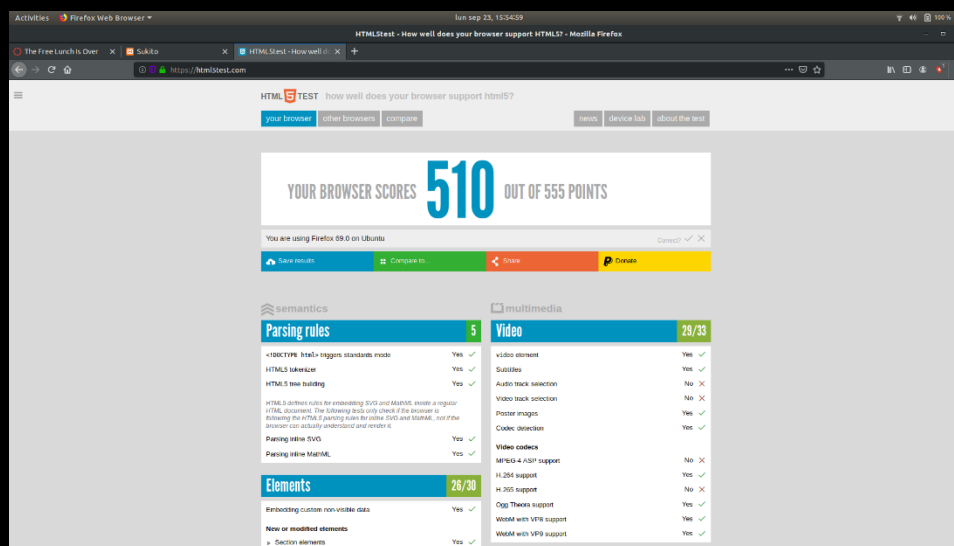 Activities Firefox Web Browser lun sep 23, 15:54:59 100 %
HTML5test - How well does your browser support HTML5? - Mozilla Firefox
The Free Lunch Is Over Sukito HTML5test - How well d
https://html5test.com
HTML 5 TEST how well does your browser support html5?
your browser other browsers compare news device lab about the test
YOUR BROWSER SCORES 510 OUT OF 555 POINTS
You are using Firefox 69.0 on Ubuntu Correct?
Save results Compare to... Share Donate
semantics
Parsing rules 5
<!DOCTYPE html> triggers standards mode Yes
HTML5 tokenizer Yes
HTML5 tree building Yes
HTML5 defines rules for embedding SVG and MathML inside a regular
HTML document. The following tests only check if the browser is
following the HTML5 parsing rules for inline SVG and MathML, not if the
browser can actually understand and render it.
Parsing inline SVG Yes
Parsing inline MathML Yes
Elements 26/30
Embedding custom non-visible data Yes
New or modified elements
Section elements Yes
multimedia
Video 29/33
video element Yes
Subtitles Yes
Audio track selection No
Video track selection No
Poster images Yes
Codec detection Yes
Video codecs
MPEG-4 ASP support No
H.264 support Yes
H.265 support No
Ogg Theora support Yes
WebM with VP8 support Yes
WebM with VP9 support Yes